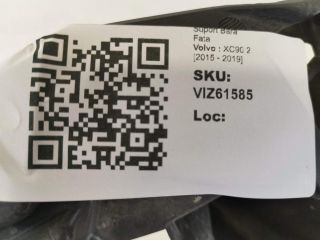 Suport Bara
Fata
Volvo : XC90 2
[2015 - 2019]
SKU:
VIZ61585
Loc: